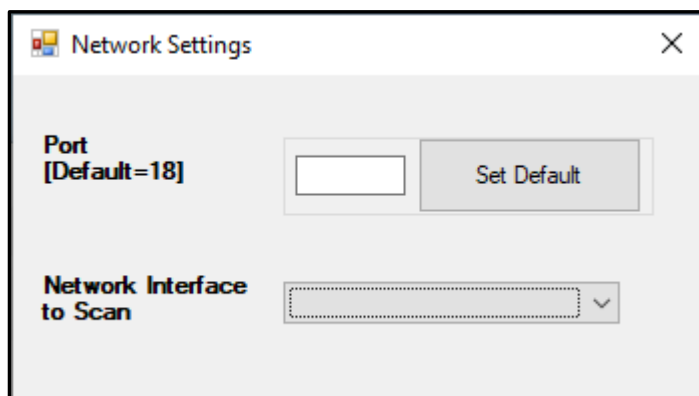 Network Settings
Port
[Default=18]
Set Default
Network Interface
to Scan